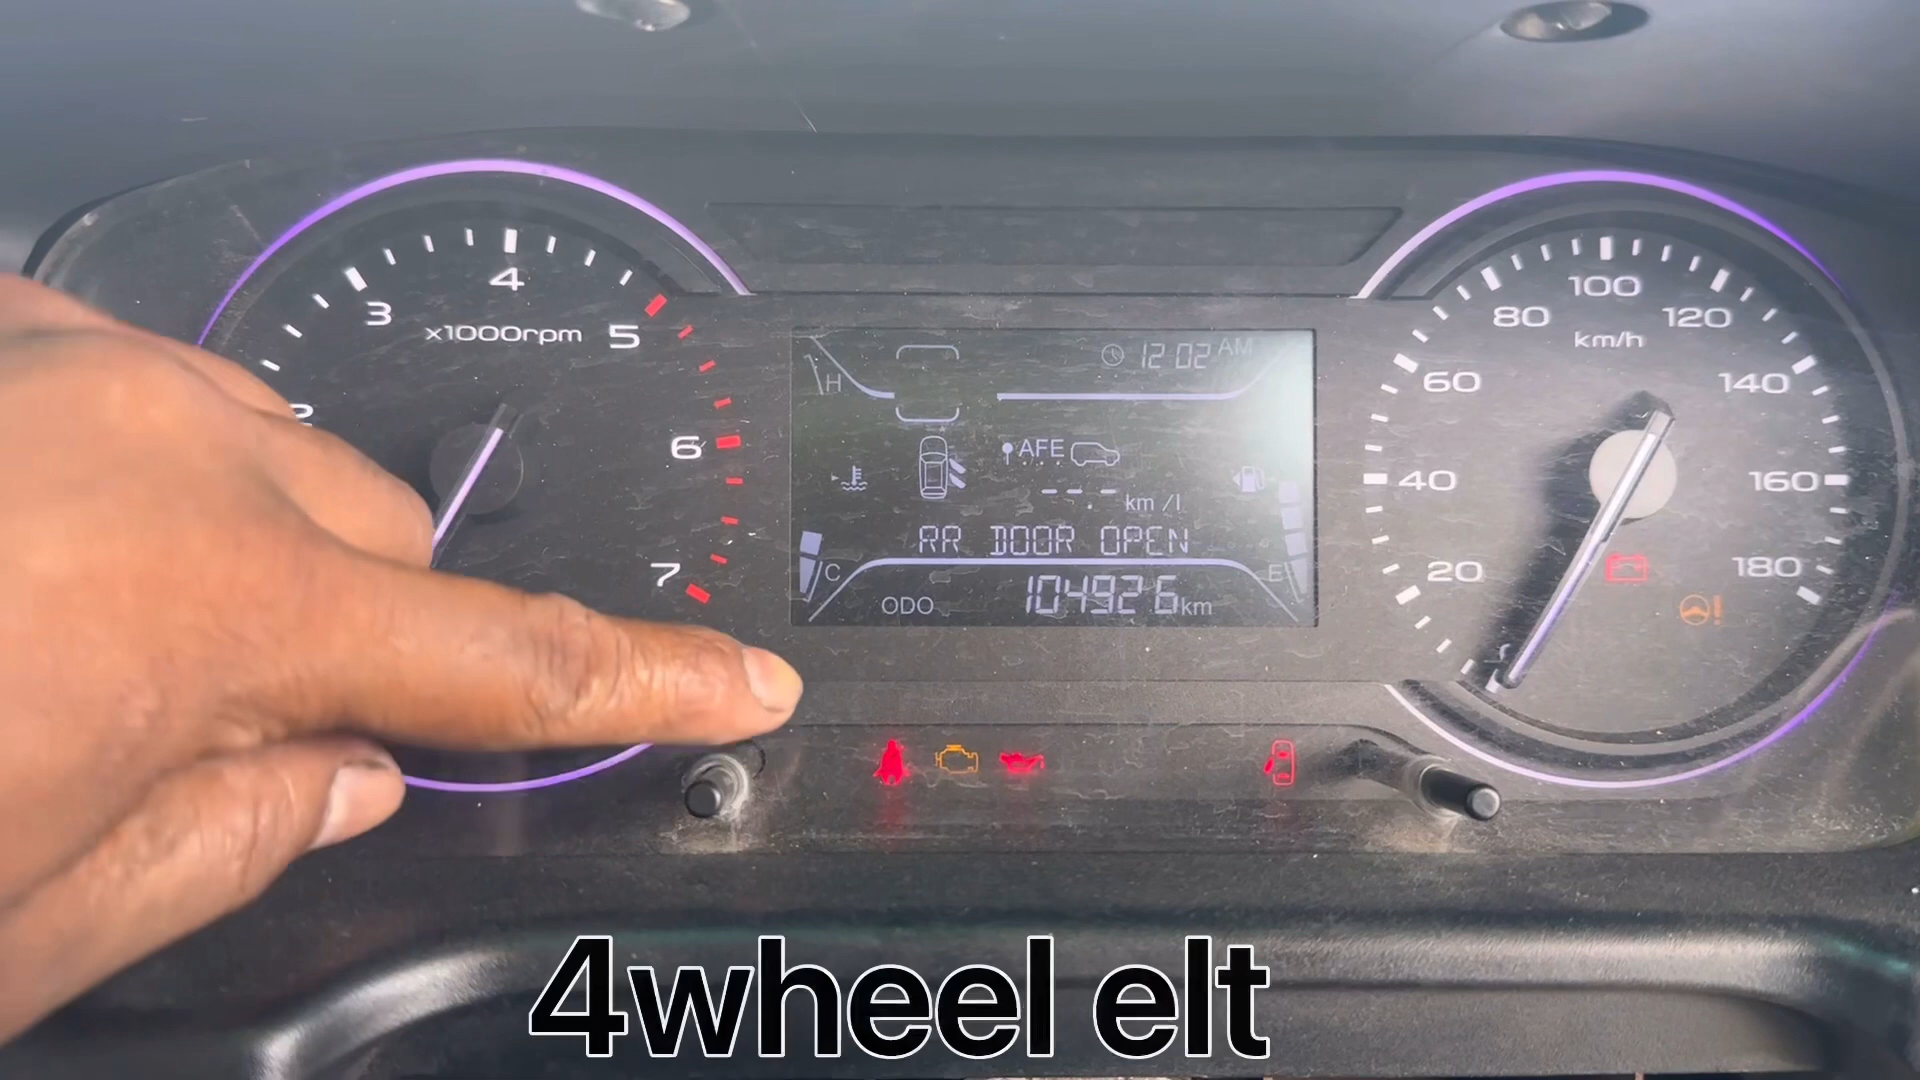 12:02 AM
H
AFE
--- km/l
RR DOOR OPEN
C
E
ODO 104926 km
3
4
x1000rpm
5
6
7
20
40
60
80
100
km/h
120
140
160
180
4wheel elt